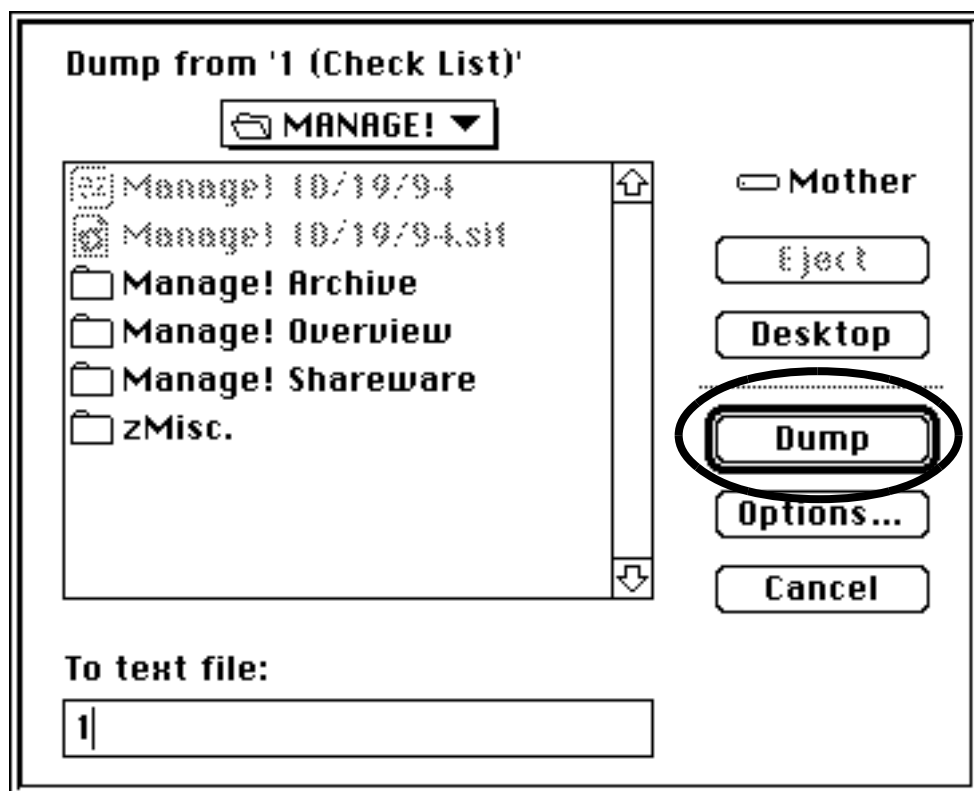 Dump from '1 (Check List)'
MANAGE!
Manage! 10/19/94
Manage! 10/19/94.sit
Manage! Archive
Manage! Overview
Manage! Shareware
zMisc.
Mother
Eject
Desktop
Dump
Options...
Cancel
To text file:
1